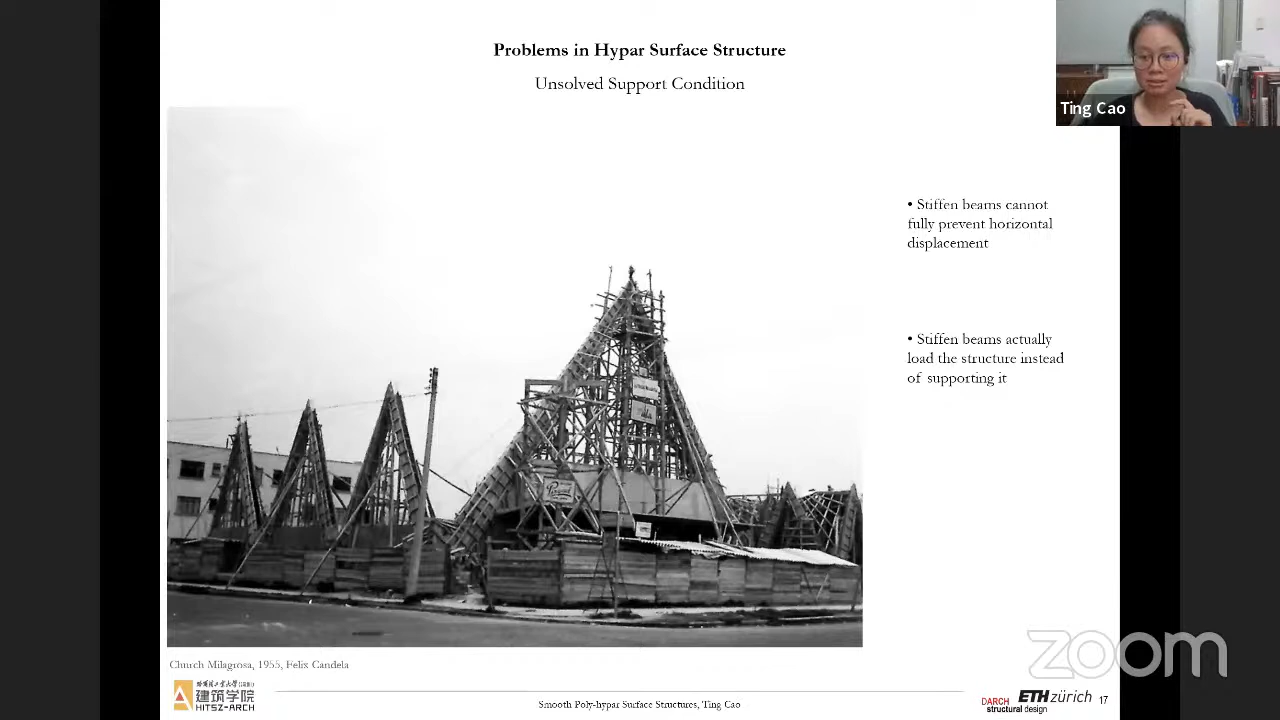 Problems in Hypar Surface Structure
Unsolved Support Condition
Ting Cao
• Stiffen beams cannot
fully prevent horizontal
displacement
• Stiffen beams actually
load the structure instead
of supporting it
Church Milagrosa, 1955, Felix Candela
建筑学院
HITSZ-ARCH
Smooth Poly-hypar Surface Structures, Ting Cao
DARCH
structural design
ETH zürich
17
zoom